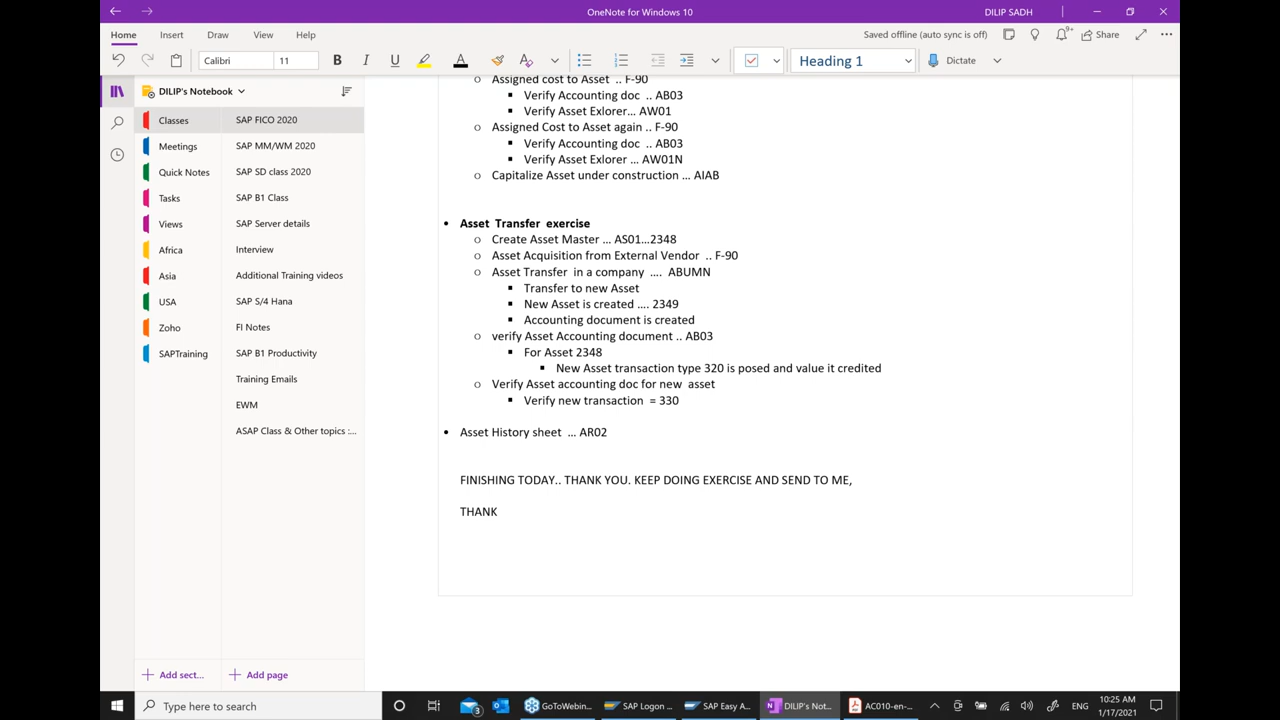 OneNote for Windows 10
DILIP SADH
Home Insert Draw View Help
Saved offline (auto sync is off)
9+
Share
Calibri 11 B I U A
Heading 1
Dictate
DILIP's Notebook
Classes
Meetings
Quick Notes
Tasks
Views
Africa
Asia
USA
Zoho
SAPTraining
SAP FICO 2020
SAP MM/WM 2020
SAP SD class 2020
SAP B1 Class
SAP Server details
Interview
Additional Training videos
SAP S/4 Hana
FI Notes
SAP B1 Productivity
Training Emails
EWM
ASAP Class & Other topics :...
+ Add sect...
+ Add page
o Assigned cost to Asset .. F-90
▪ Verify Accounting doc .. AB03
▪ Verify Asset Exlorer... AW01
o Assigned Cost to Asset again .. F-90
▪ Verify Accounting doc .. AB03
▪ Verify Asset Exlorer ... AW01N
o Capitalize Asset under construction ... AIAB
• Asset Transfer exercise
o Create Asset Master ... AS01...2348
o Asset Acquisition from External Vendor .. F-90
o Asset Transfer in a company .... ABUMN
▪ Transfer to new Asset
▪ New Asset is created .... 2349
▪ Accounting document is created
o verify Asset Accounting document .. AB03
▪ For Asset 2348
▪ New Asset transaction type 320 is posed and value it credited
o Verify Asset accounting doc for new asset
▪ Verify new transaction = 330
• Asset History sheet ... AR02
FINISHING TODAY.. THANK YOU. KEEP DOING EXERCISE AND SEND TO ME,
THANK
Type here to search
3
GoToWebin...
SAP Logon ...
SAP Easy A...
DILIP's Not...
AC010-en-...
ENG
10:25 AM
1/17/2021